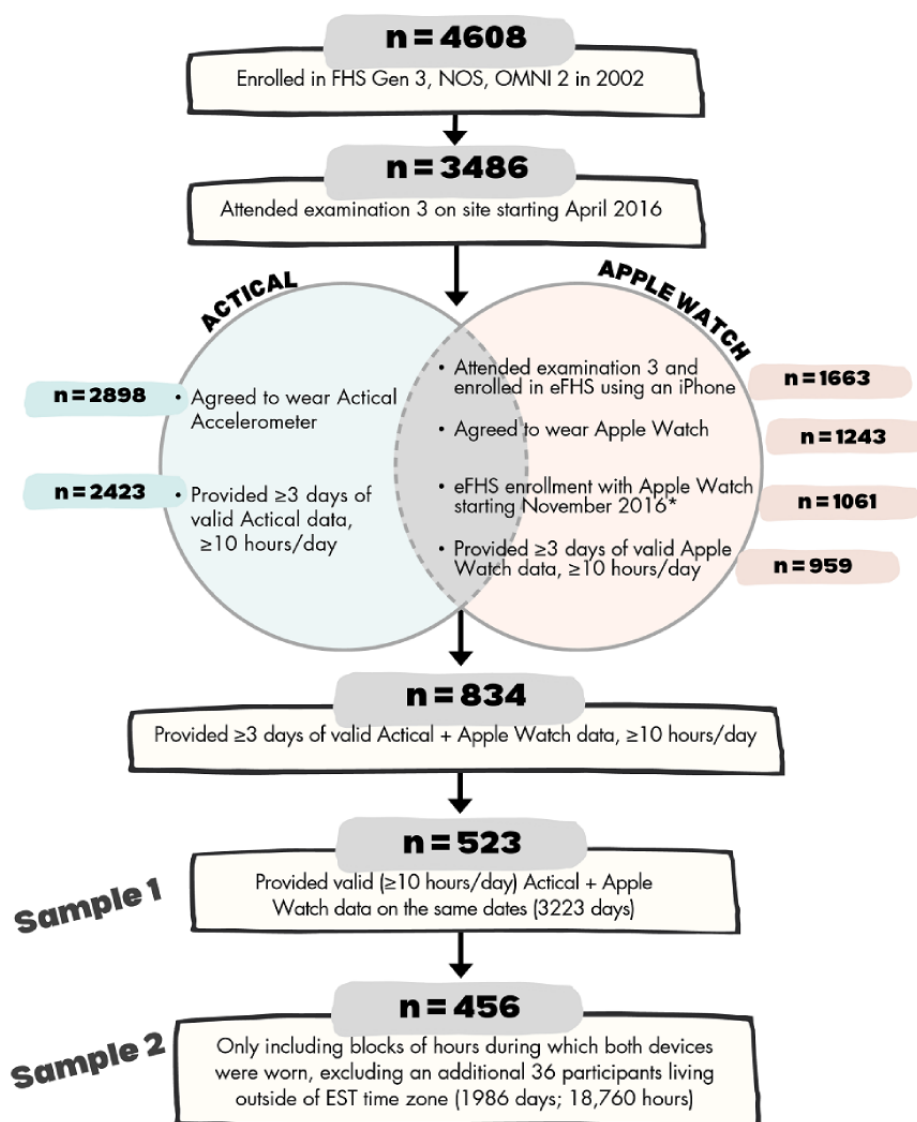 n = 4608
Enrolled in FHS Gen 3, NOS, OMNI 2 in 2002
n = 3486
Attended examination 3 on site starting April 2016
ACTICAL
APPLE WATCH
n = 2898
• Agreed to wear Actical
Accelerometer
n = 2423
• Provided ≥3 days of
valid Actical data,
≥10 hours/day
• Attended examination 3 and
enrolled in eFHS using an iPhone
n = 1663
• Agreed to wear Apple Watch
n = 1243
• eFHS enrollment with Apple Watch
starting November 2016*
n = 1061
• Provided ≥3 days of valid Apple
Watch data, ≥10 hours/day
n = 959
n = 834
Provided ≥3 days of valid Actical + Apple Watch data, ≥10 hours/day
Sample 1
n = 523
Provided valid (≥10 hours/day) Actical + Apple
Watch data on the same dates (3223 days)
Sample 2
n = 456
Only including blocks of hours during which both devices
were worn, excluding an additional 36 participants living
outside of EST time zone (1986 days; 18,760 hours)